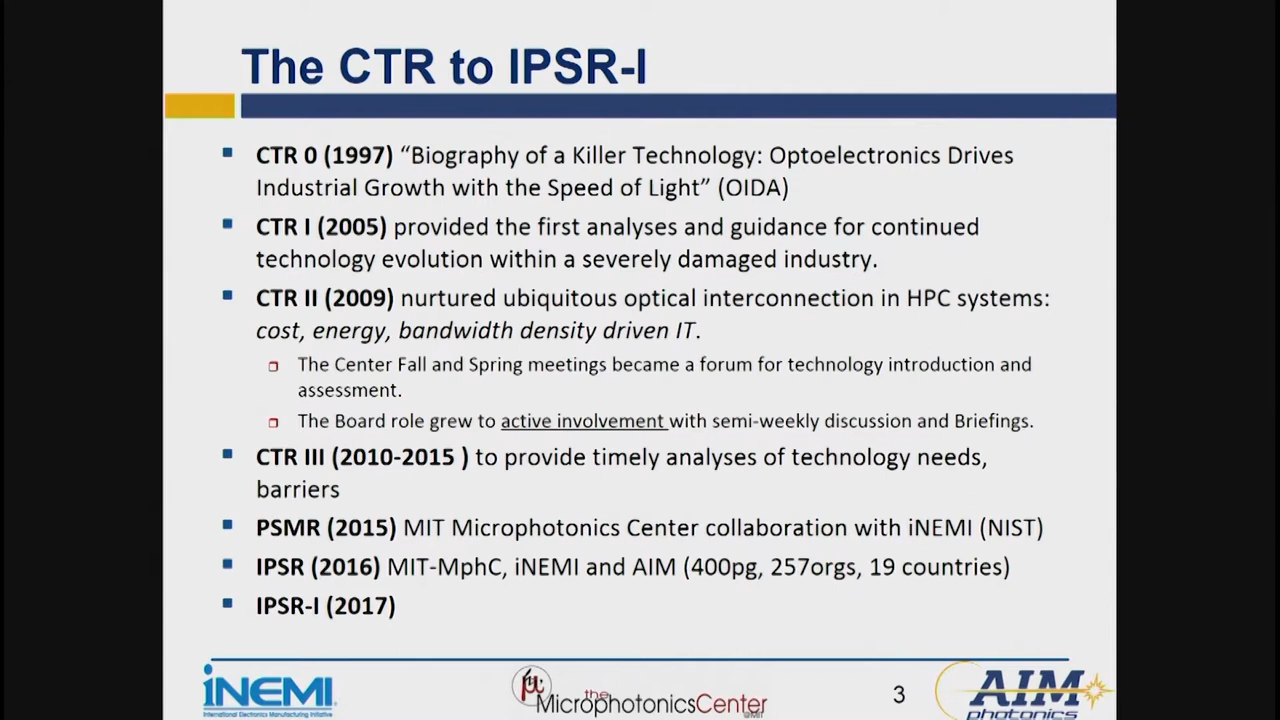 The CTR to IPSR-I
CTR 0 (1997) “Biography of a Killer Technology: Optoelectronics Drives
Industrial Growth with the Speed of Light” (OIDA)
CTR I (2005) provided the first analyses and guidance for continued
technology evolution within a severely damaged industry.
CTR II (2009) nurtured ubiquitous optical interconnection in HPC systems:
cost, energy, bandwidth density driven IT.
The Center Fall and Spring meetings became a forum for technology introduction and
assessment.
The Board role grew to active involvement with semi-weekly discussion and Briefings.
CTR III (2010-2015 ) to provide timely analyses of technology needs,
barriers
PSMR (2015) MIT Microphotonics Center collaboration with iNEMI (NIST)
IPSR (2016) MIT-MphC, iNEMI and AIM (400pg, 257orgs, 19 countries)
IPSR-I (2017)
iNEMI
International Electronics Manufacturing Initiative
μ
the
MicrophotonicsCenter
@MIT
3
AIM
photonics